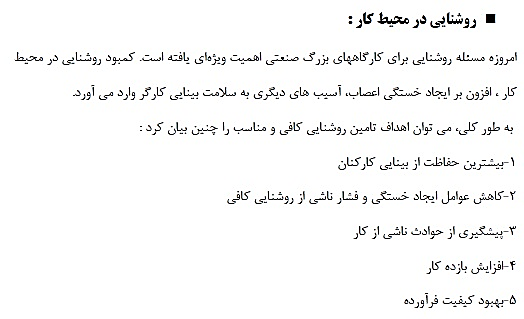 ■ روشنایی در محیط کار :
امروزه مسئله روشنایی برای کارگاههای بزرگ صنعتی اهمیت ویژه‌ای یافته است. کمبود روشنایی در محیط
کار ، افزون بر ایجاد خستگی اعصاب، آسیب های دیگری به سلامت بینایی کارگر وارد می آورد.
به طور کلی، می توان اهداف تامین روشنایی کافی و مناسب را چنین بیان کرد :
۱-بیشترین حفاظت از بینایی کارکنان
۲-کاهش عوامل ایجاد خستگی و فشار ناشی از روشنایی کافی
۳-پیشگیری از حوادث ناشی از کار
۴-افزایش بازده کار
۵-بهبود کیفیت فرآورده